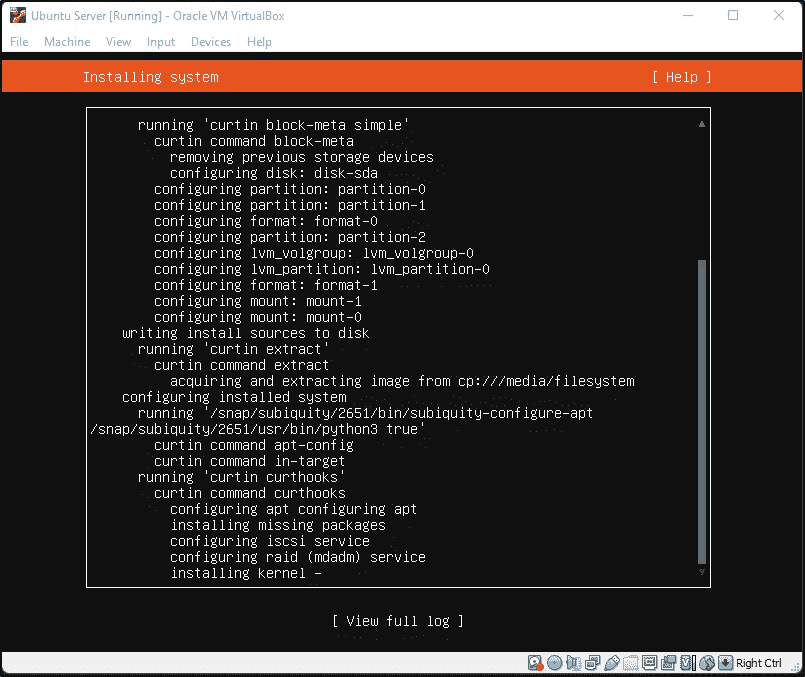 Ubuntu Server [Running] - Oracle VM VirtualBox
File Machine View Input Devices Help
Installing system [ Help ]
running 'curtin block-meta simple'
curtin command block-meta
removing previous storage devices
configuring disk: disk-sda
configuring partition: partition-0
configuring partition: partition-1
configuring format: format-0
configuring partition: partition-2
configuring lvm_volgroup: lvm_volgroup-0
configuring lvm_partition: lvm_partition-0
configuring format: format-1
configuring mount: mount-1
configuring mount: mount-0
writing install sources to disk
running 'curtin extract'
curtin command extract
acquiring and extracting image from cp:///media/filesystem
configuring installed system
running '/snap/subiquity/2651/bin/subiquity-configure-apt
/snap/subiquity/2651/usr/bin/python3 true'
curtin command apt-config
curtin command in-target
running 'curtin curthooks'
curtin command curthooks
configuring apt configuring apt
installing missing packages
configuring iscsi service
configuring raid (mdadm) service
installing kernel -
[ View full log ]
Right Ctrl